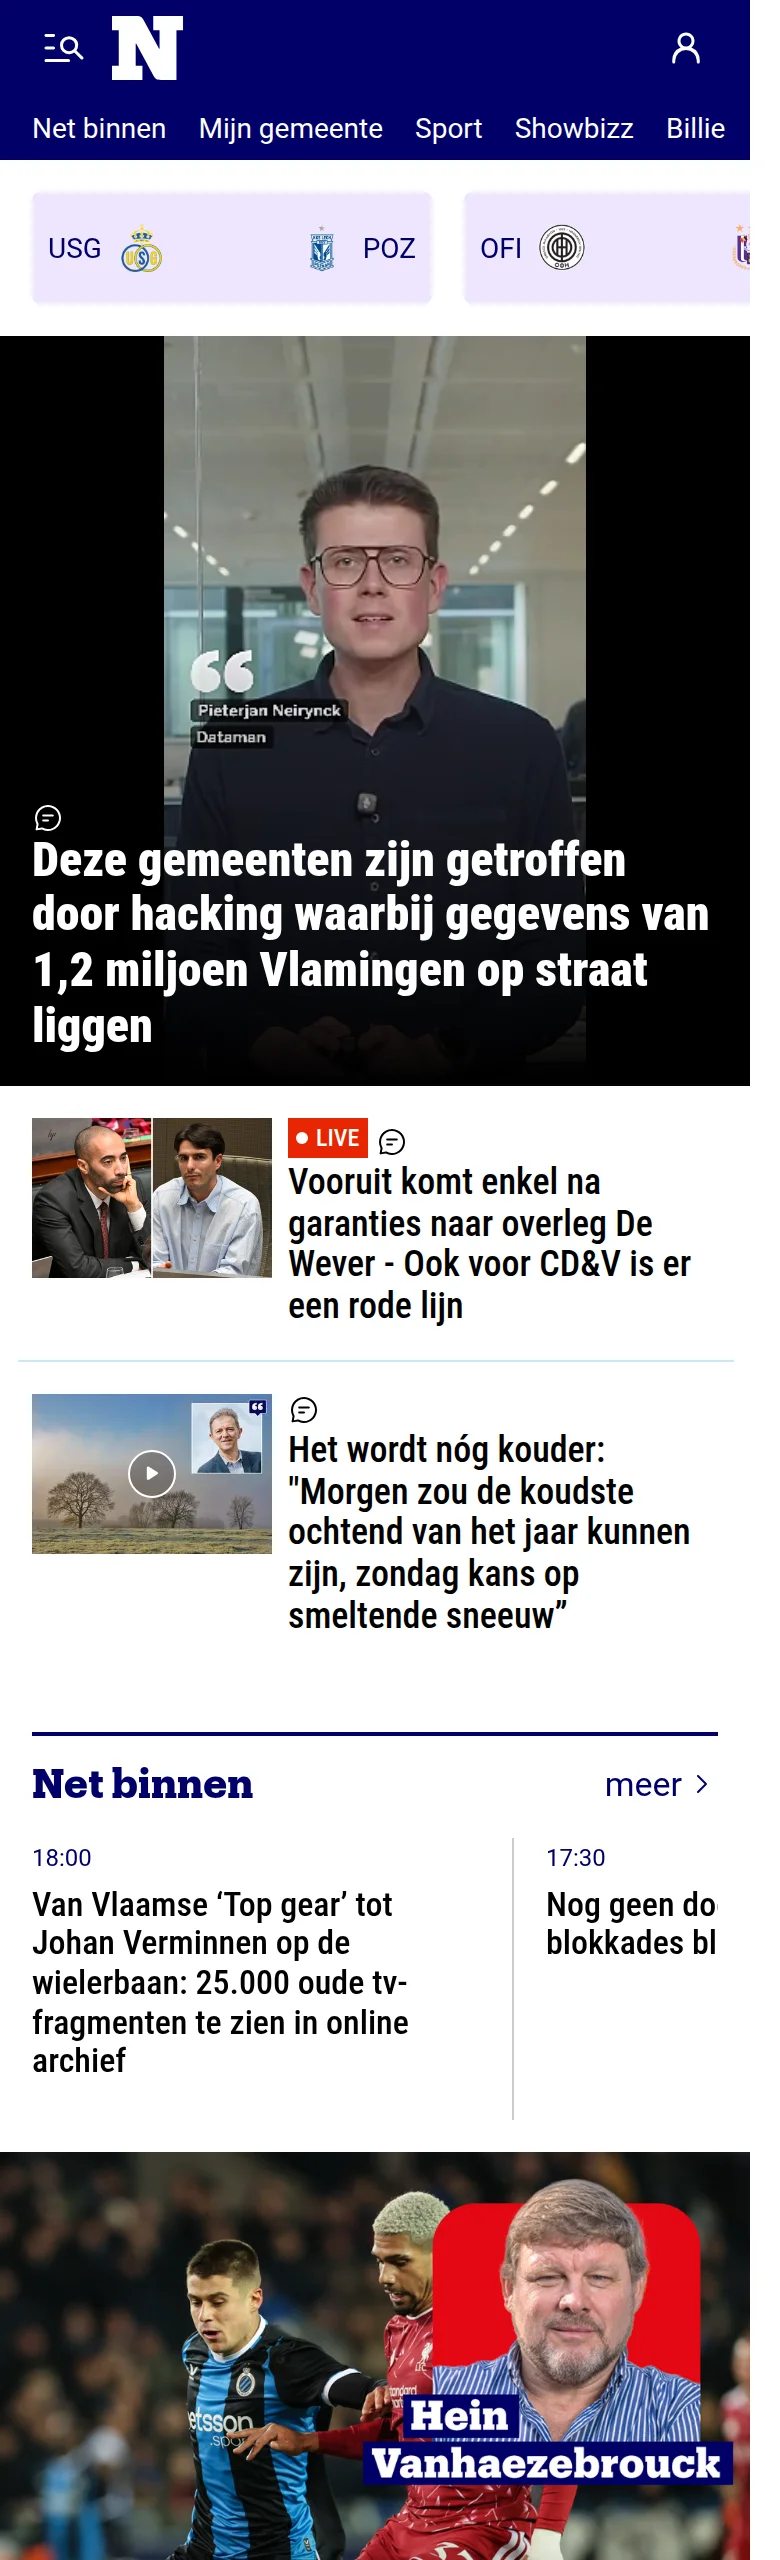 N
Net binnen Mijn gemeente Sport Showbizz Billie
USG POZ OFI
Pieterjan Neirynck
Dataman
Deze gemeenten zijn getroffen
door hacking waarbij gegevens van
1,2 miljoen Vlamingen op straat
liggen
LIVE
Vooruit komt enkel na
garanties naar overleg De
Wever - Ook voor CD&V is er
een rode lijn
Het wordt nóg kouder:
"Morgen zou de koudste
ochtend van het jaar kunnen
zijn, zondag kans op
smeltende sneeuw”
Net binnen meer
18:00
Van Vlaamse ‘Top gear’ tot
Johan Verminnen op de
wielerbaan: 25.000 oude tv-
fragmenten te zien in online
archief
17:30
Nog geen do
blokkades bl
etsson
.spo
standard
Hein
Vanhaezebrouck